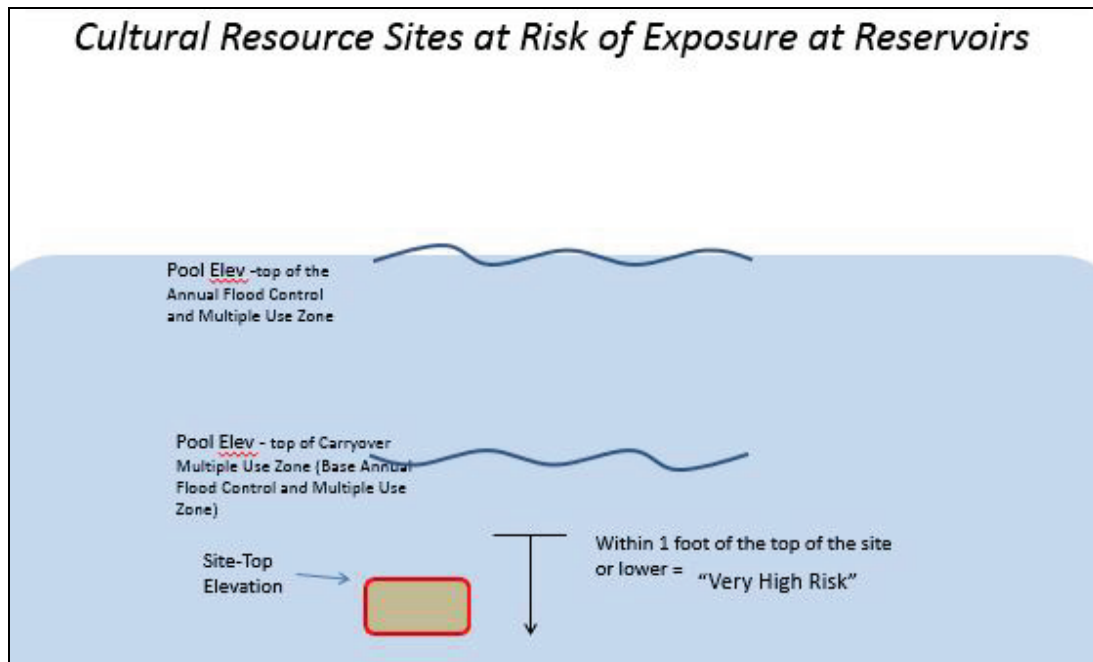 Cultural Resource Sites at Risk of Exposure at Reservoirs
Pool Elev -top of the
Annual Flood Control
and Multiple Use Zone
Pool Elev - top of Carryover
Multiple Use Zone (Base Annual
Flood Control and Multiple Use
Zone)
Site-Top
Elevation
Within 1 foot of the top of the site
or lower = "Very High Risk"